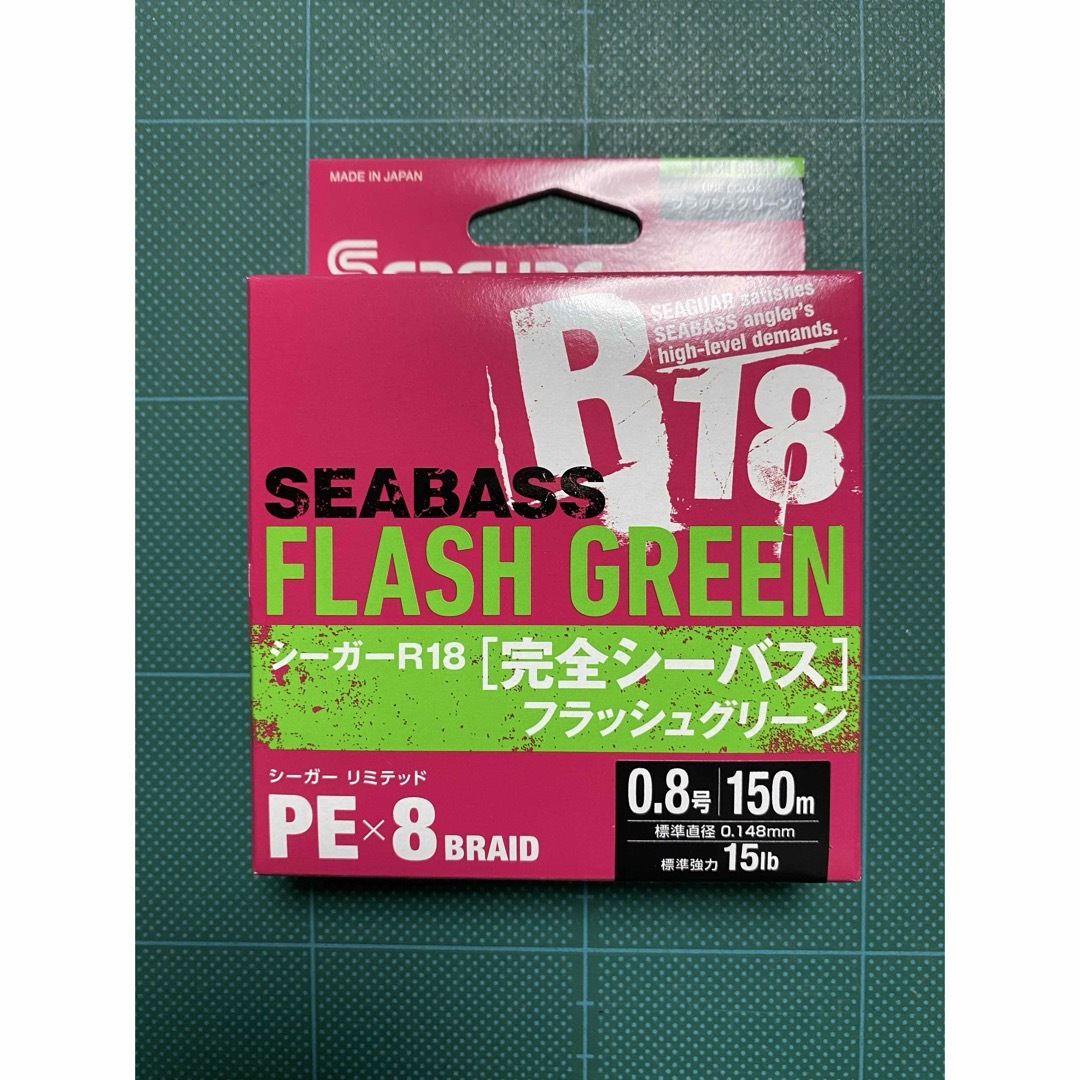 MADE IN JAPAN
FLASH GREEN
LINE COLOR
フラッシュグリーン
SEAGUAR
R18
SEAGUAR satisfies
SEABASS angler's
high-level demands.
SEABASS
FLASH GREEN
シーガーR18 [完全シーバス]
フラッシュグリーン
シーガー リミテッド
PE×8 BRAID
0.8号 150m
標準直径 0.148mm
標準強力 15lb